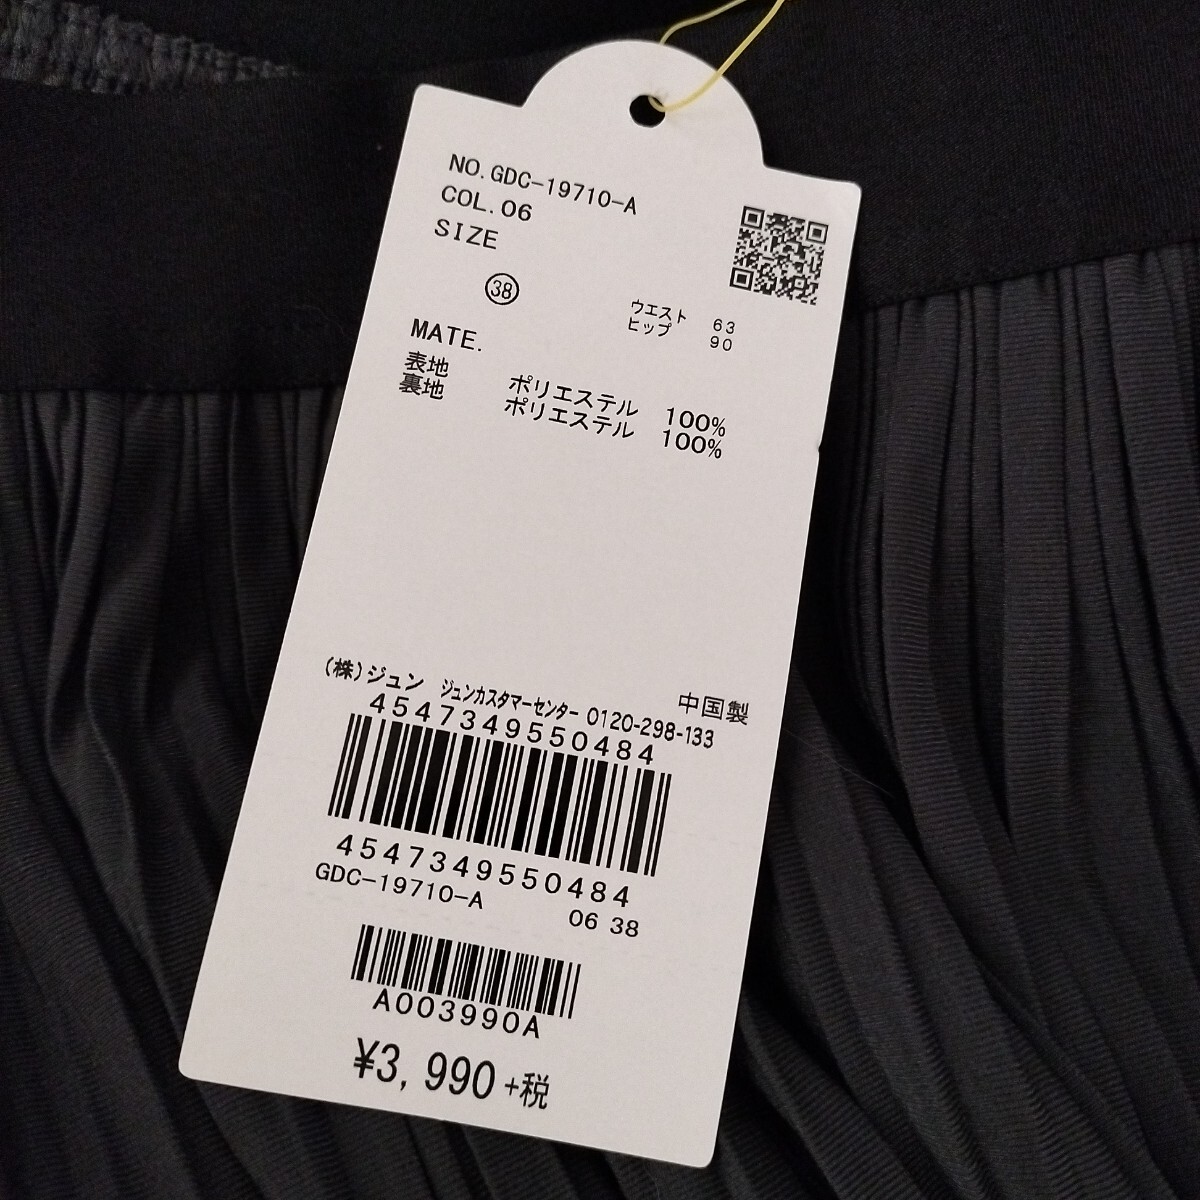 NO.GDC-19710-A
COL.06
SIZE
㊳
ウエスト 63
ヒップ 90
MATE.
表地 ポリエステル 100%
裏地 ポリエステル 100%
(株)ジュン ジュンカスタマーセンター 0120-298-133
中国製
4547349550484
4547349550484
GDC-19710-A 06 38
A003990A
¥3,990+税